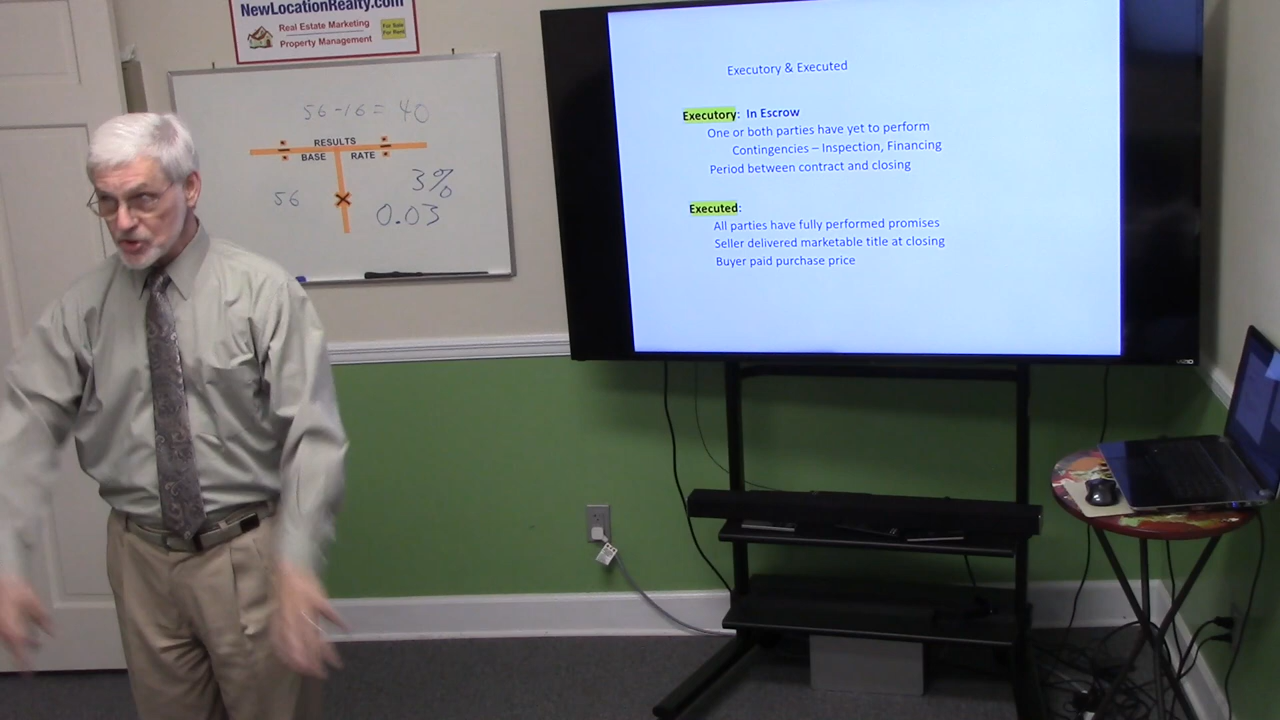 NewLocationRealty.com
Real Estate Marketing
Property Management
For Sale
For Rent
56 - 16 = 40
RESULTS
BASE RATE
56
3%
0.03
Executory & Executed
Executory: In Escrow
One or both parties have yet to perform
Contingencies – Inspection, Financing
Period between contract and closing
Executed:
All parties have fully performed promises
Seller delivered marketable title at closing
Buyer paid purchase price
VIZIO